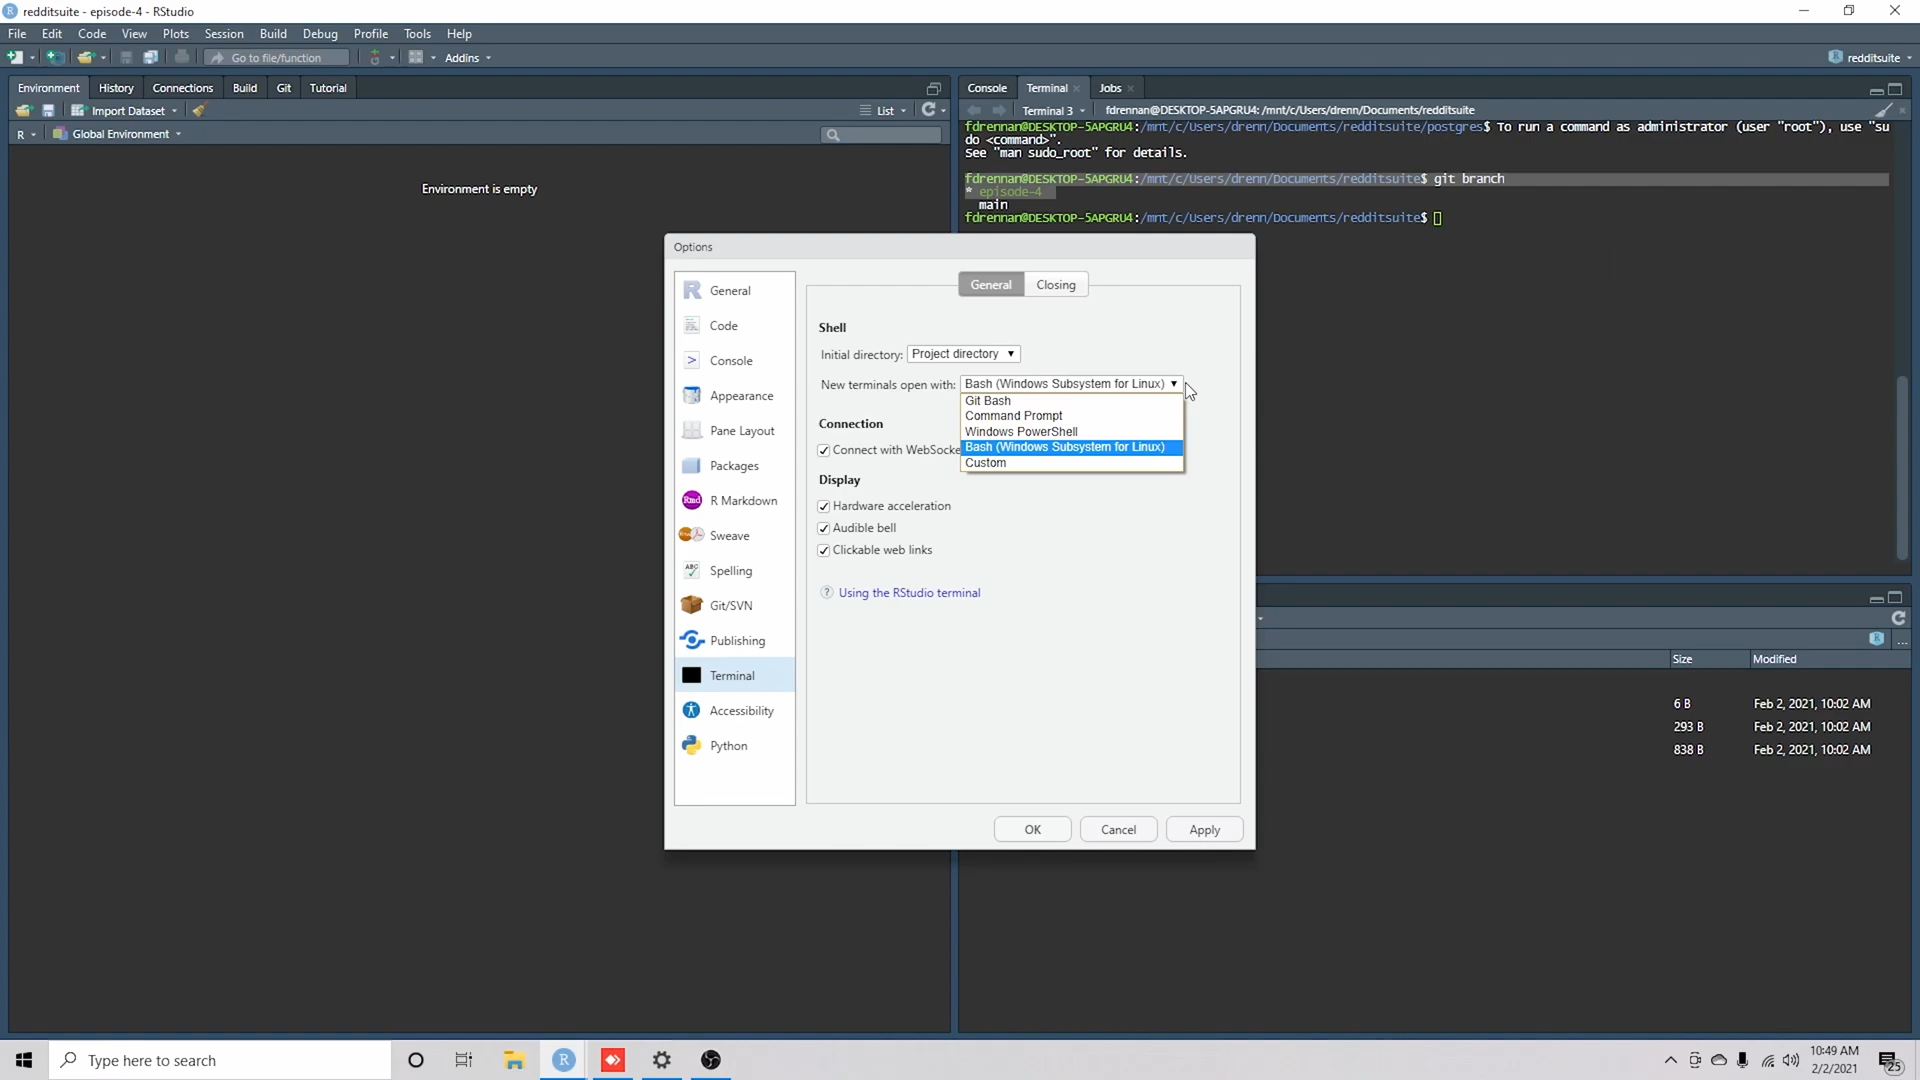 redditsuite - episode-4 - RStudio
File Edit Code View Plots Session Build Debug Profile Tools Help
Go to file/function
Addins
redditsuite
Environment History Connections Build Git Tutorial
Import Dataset
List
R
Global Environment
Environment is empty
Console Terminal Jobs
Terminal 3
fdrennan@DESKTOP-5APGRU4: /mnt/c/Users/drenn/Documents/redditsuite
fdrennan@DESKTOP-5APGRU4:/mnt/c/Users/drenn/Documents/redditsuite/postgres$ To run a command as administrator (user "root"), use "su
do <command>".
See "man sudo_root" for details.
fdrennan@DESKTOP-5APGRU4:/mnt/c/Users/drenn/Documents/redditsuite$ git branch
* episode-4
main
fdrennan@DESKTOP-5APGRU4:/mnt/c/Users/drenn/Documents/redditsuite$
Options
General
Code
Console
Appearance
Pane Layout
Packages
Rmd R Markdown
Sweave
ABC Spelling
Git/SVN
Publishing
Terminal
Accessibility
Python
General Closing
Shell
Initial directory: Project directory
New terminals open with: Bash (Windows Subsystem for Linux)
Git Bash
Command Prompt
Windows PowerShell
Bash (Windows Subsystem for Linux)
Custom
Connection
Connect with WebSocke
Display
Hardware acceleration
Audible bell
Clickable web links
? Using the RStudio terminal
OK Cancel Apply
Size Modified
6 B Feb 2, 2021, 10:02 AM
293 B Feb 2, 2021, 10:02 AM
838 B Feb 2, 2021, 10:02 AM
Type here to search
10:49 AM
2/2/2021
25